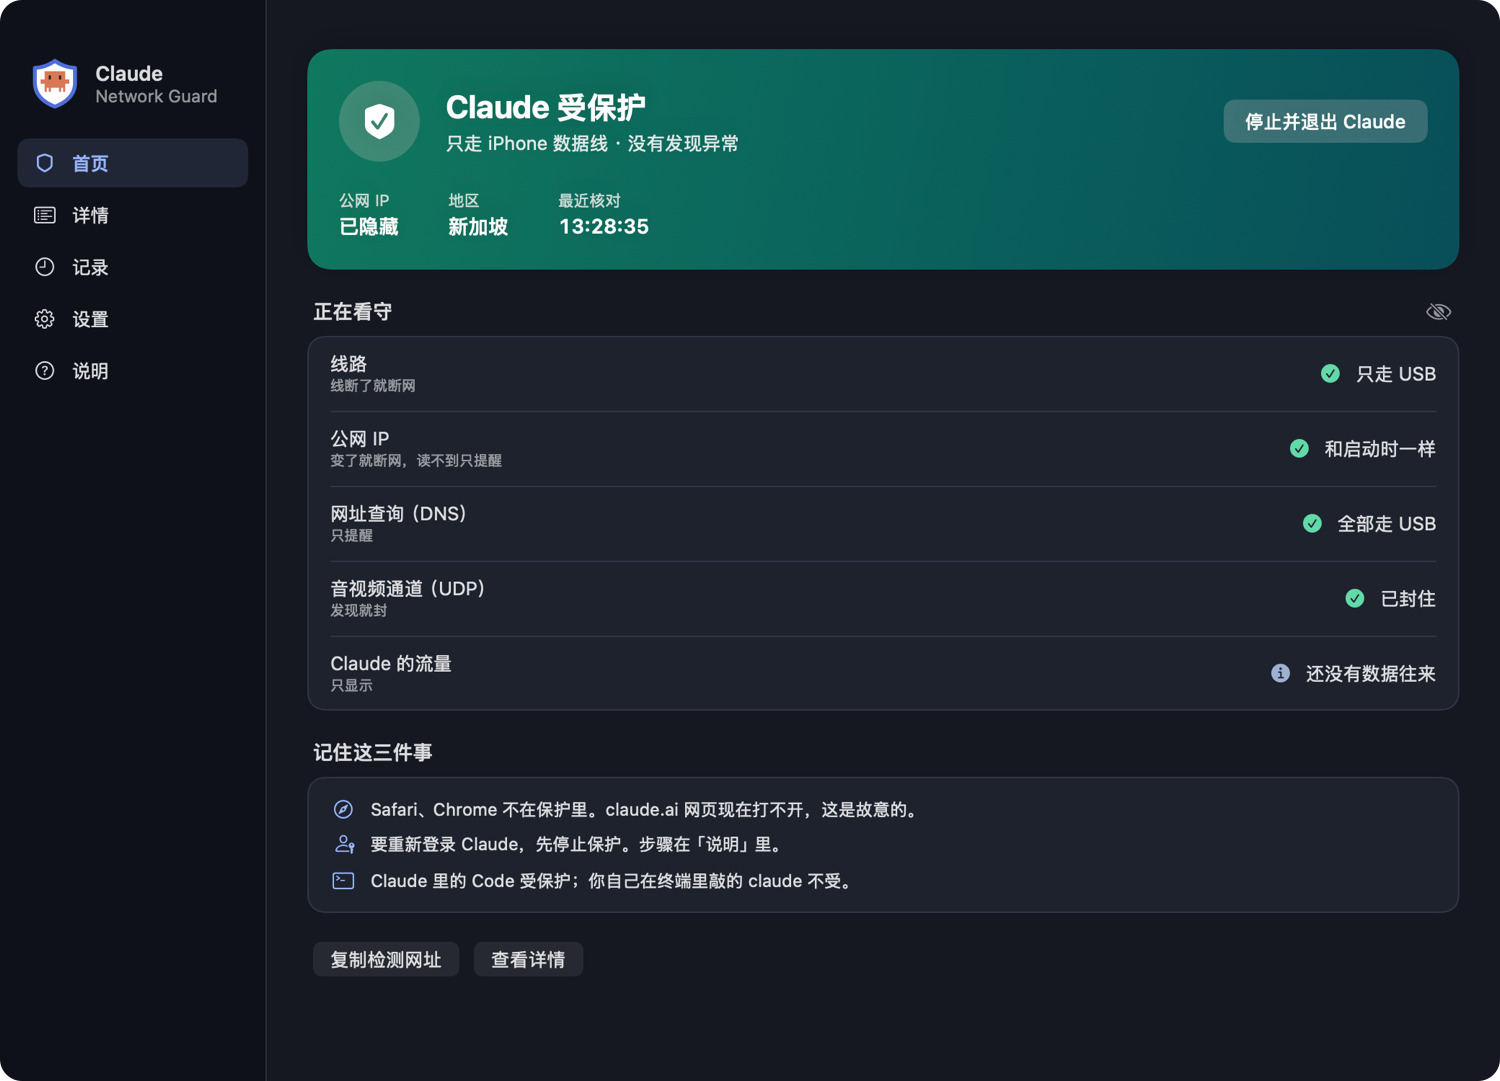 Claude
Network Guard
首页
详情
记录
设置
说明
Claude 受保护
只走 iPhone 数据线 · 没有发现异常
停止并退出 Claude
公网 IP
已隐藏
地区
新加坡
最近核对
13:28:35
正在看守
线路
线断了就断网
只走 USB
公网 IP
变了就断网，读不到只提醒
和启动时一样
网址查询（DNS）
只提醒
全部走 USB
音视频通道（UDP）
发现就封
已封住
Claude 的流量
只显示
还没有数据往来
记住这三件事
Safari、Chrome 不在保护里。claude.ai 网页现在打不开，这是故意的。
要重新登录 Claude，先停止保护。步骤在「说明」里。
Claude 里的 Code 受保护；你自己在终端里敲的 claude 不受。
复制检测网址
查看详情